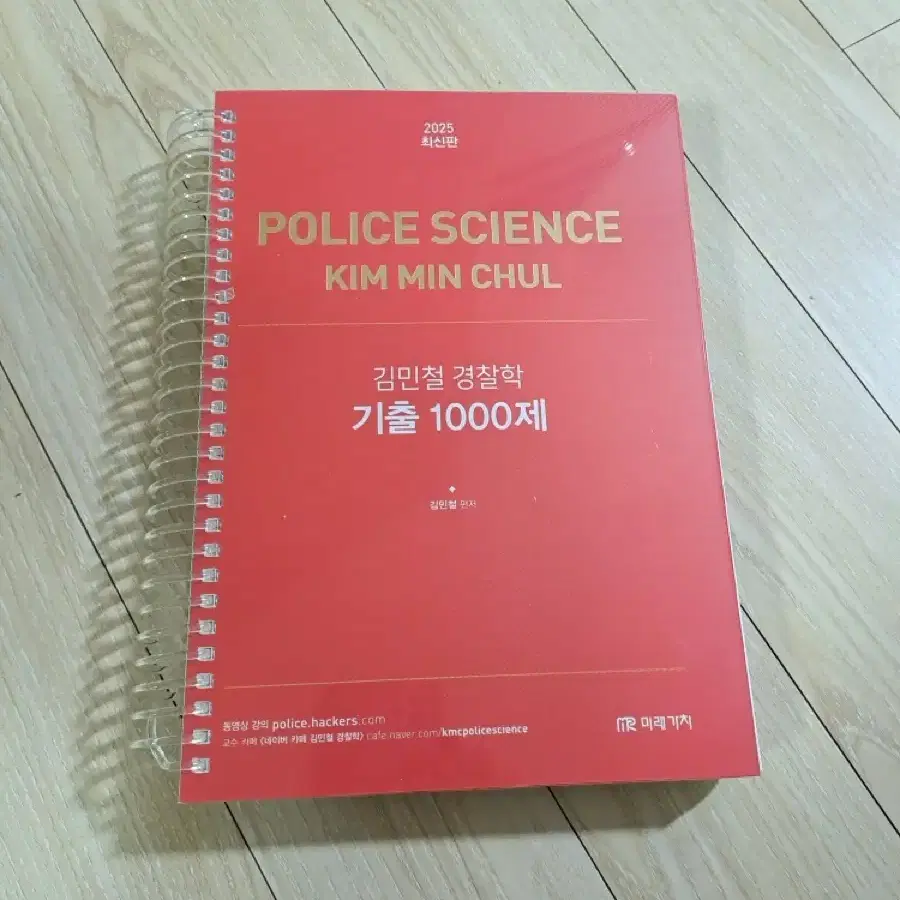 2025
최신판
POLICE SCIENCE
KIM MIN CHUL
김민철 경찰학
기출 1000제
김민철 편저
동영상 강의 police.hackers.com
교수 카페 《네이버 카페 김민철 경찰학》 cafe.naver.com/kmcpolicescience
미래가치